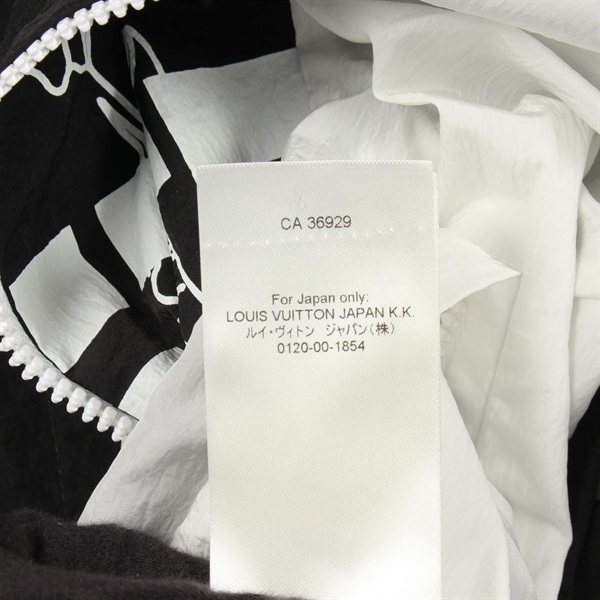 CA 36929
For Japan only:
LOUIS VUITTON JAPAN K.K.
ルイ・ヴィトン ジャパン(株)
0120-00-1854